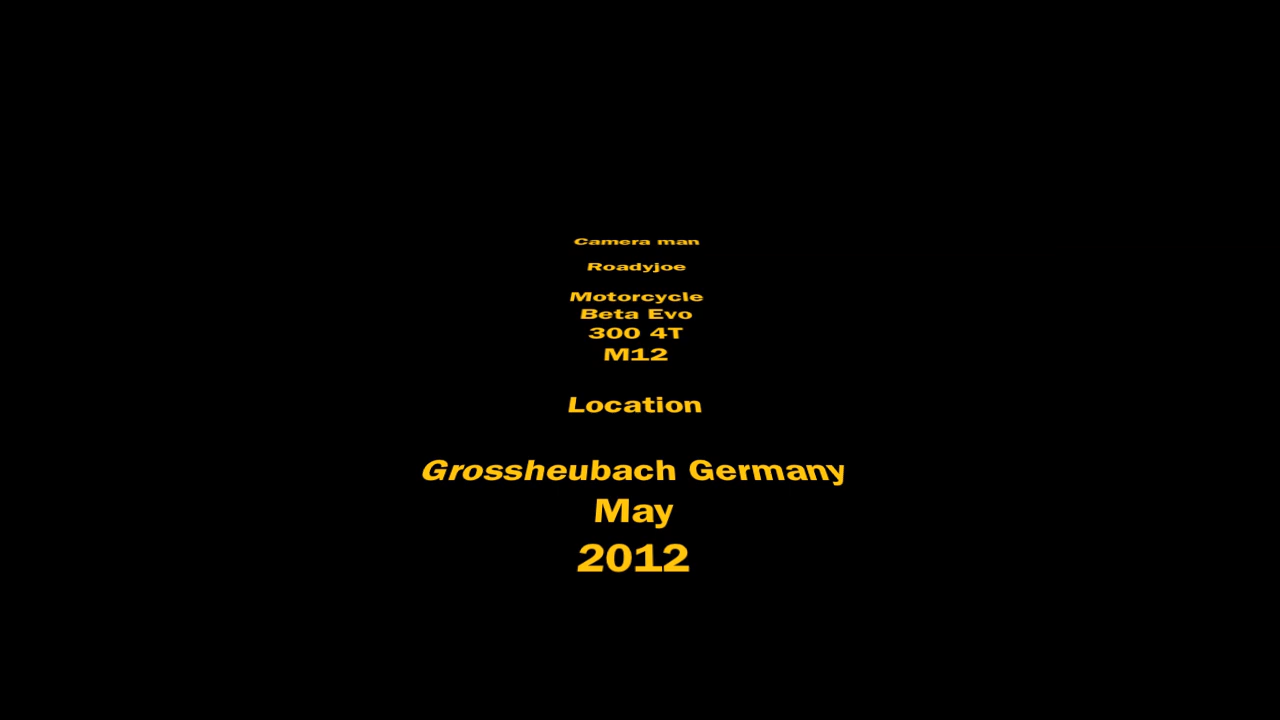 Camera man
Roadyjoe
Motorcycle
Beta Evo
300 4T
M12
Location
Grossheubach Germany
May
2012